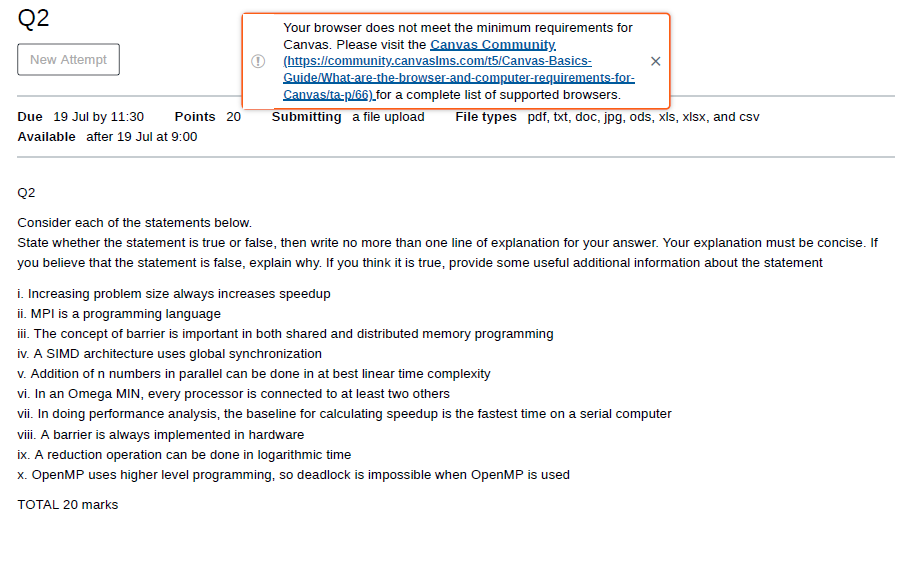 Q2
New Attempt
Your browser does not meet the minimum requirements for
Canvas. Please visit the Canvas Community
(https://community.canvaslms.com/t5/Canvas-Basics-
Guide/What-are-the-browser-and-computer-requirements-for-
Canvas/ta-p/66) for a complete list of supported browsers.
Due 19 Jul by 11:30 Points 20 Submitting a file upload File types pdf, txt, doc, jpg, ods, xls, xlsx, and csv
Available after 19 Jul at 9:00
Q2
Consider each of the statements below.
State whether the statement is true or false, then write no more than one line of explanation for your answer. Your explanation must be concise. If
you believe that the statement is false, explain why. If you think it is true, provide some useful additional information about the statement
i. Increasing problem size always increases speedup
ii. MPI is a programming language
iii. The concept of barrier is important in both shared and distributed memory programming
iv. A SIMD architecture uses global synchronization
v. Addition of n numbers in parallel can be done in at best linear time complexity
vi. In an Omega MIN, every processor is connected to at least two others
vii. In doing performance analysis, the baseline for calculating speedup is the fastest time on a serial computer
viii. A barrier is always implemented in hardware
ix. A reduction operation can be done in logarithmic time
x. OpenMP uses higher level programming, so deadlock is impossible when OpenMP is used
TOTAL 20 marks